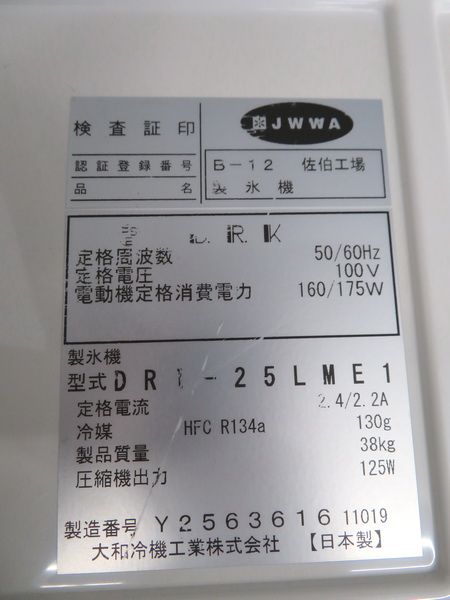 検査証印 JWWA
認証登録番号 B-12 佐伯工場
品名 製氷機
定格周波数 50/60Hz
定格電圧 100V
電動機定格消費電力 160/175W
製氷機
型式 -25LME1
定格電流 2.4/2.2A
冷媒 HFC R134a 130g
製品質量 38kg
圧縮機出力 125W
製造番号 Y2563616 11019
大和冷機工業株式会社 【日本製】